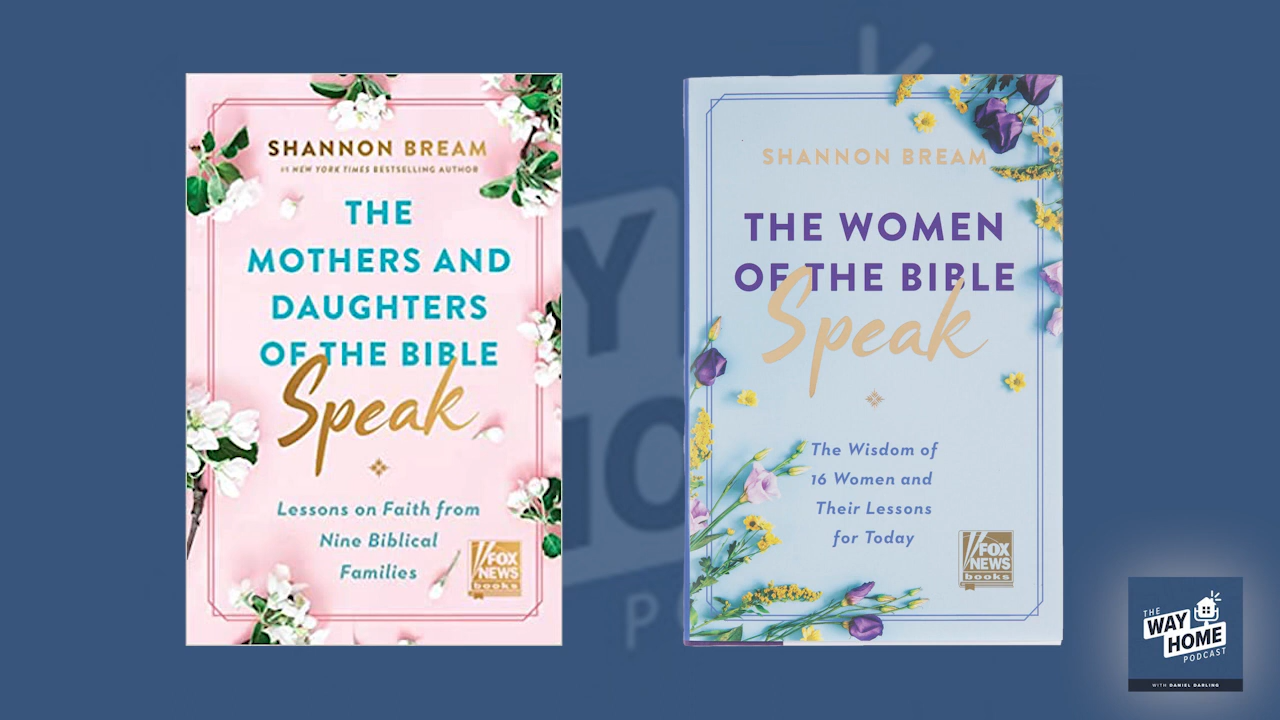 SHANNON BREAM
#1 NEW YORK TIMES BESTSELLING AUTHOR
THE
MOTHERS AND
DAUGHTERS
OF THE BIBLE
Speak
Lessons on Faith from
Nine Biblical
Families
FOX
NEWS
books
SHANNON BREAM
THE WOMEN
OF THE BIBLE
Speak
The Wisdom of
16 Women and
Their Lessons
for Today
FOX
NEWS
books
Y
HO
P
THE
WAY
HOME
PODCAST
WITH DANIEL DARLING